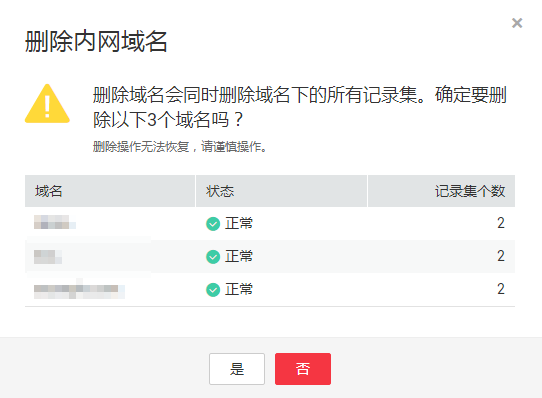 删除内网域名
删除域名会同时删除域名下的所有记录集。确定要删
除以下3个域名吗？
删除操作无法恢复，请谨慎操作。
域名 状态 记录集个数
正常 2
正常 2
正常 2
是 否